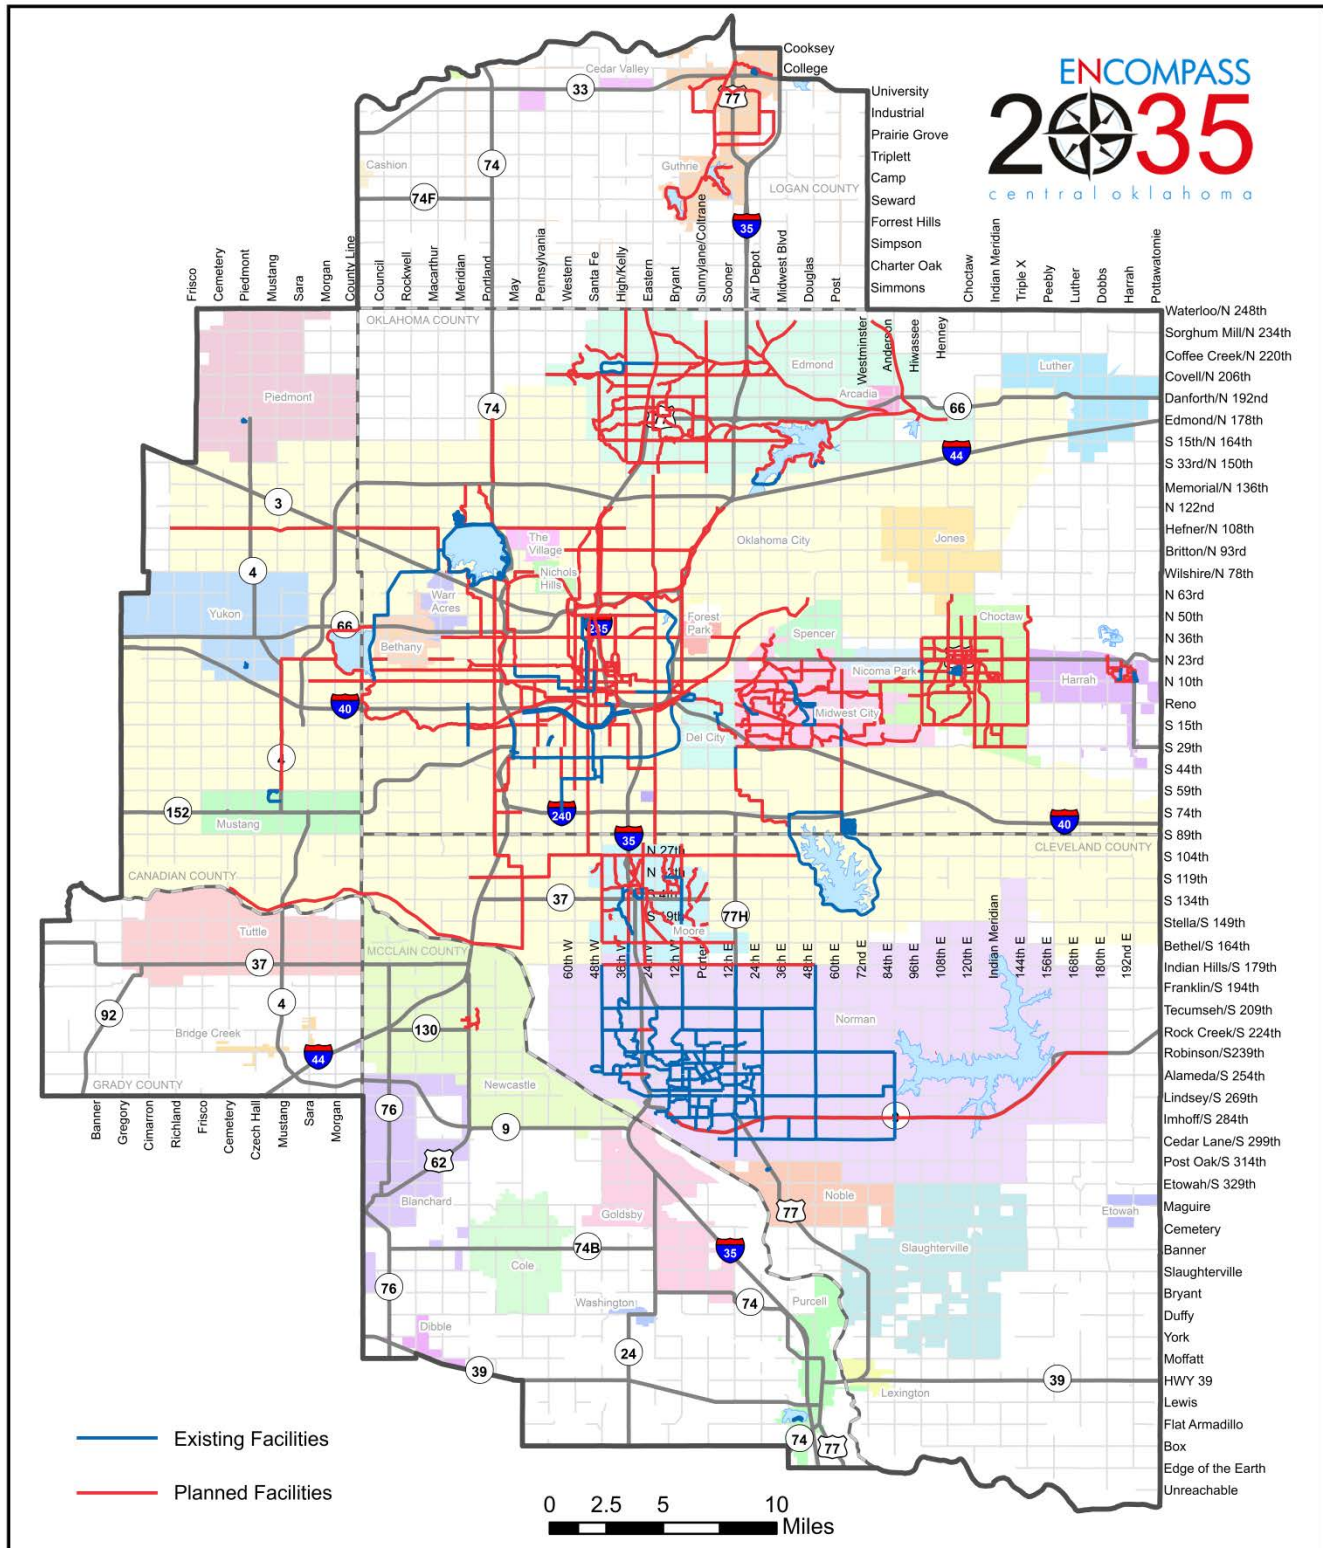 ENCOMPASS
2035
central oklahoma
Cooksey
College
University
Industrial
Prairie Grove
Triplett
Camp
Seward
Forrest Hills
Simpson
Charter Oak
Simmons
Cedar Valley
33
77
Cashion
74
Guthrie
74F
LOGAN COUNTY
35
Frisco
Cemetery
Piedmont
Mustang
Sara
Morgan
County Line
Council
Rockwell
Macarthur
Meridian
Portland
May
Pennsylvania
Western
Santa Fe
High/Kelly
Eastern
Bryant
Sunnylane/Coltrane
Sooner
Air Depot
Midwest Blvd
Douglas
Post
Westminster
Anderson
Hiwassee
Henney
Choctaw
Indian Meridian
Triple X
Peebly
Luther
Dobbs
Harrah
Pottawatomie
Waterloo/N 248th
Sorghum Mill/N 234th
Coffee Creek/N 220th
Covell/N 206th
Danforth/N 192nd
Edmond/N 178th
S 15th/N 164th
S 33rd/N 150th
Memorial/N 136th
N 122nd
Hefner/N 108th
Britton/N 93rd
Wilshire/N 78th
N 63rd
N 50th
N 36th
N 23rd
N 10th
Reno
S 15th
S 29th
S 44th
S 59th
S 74th
S 89th
S 104th
S 119th
S 134th
Stella/S 149th
Bethel/S 164th
Indian Hills/S 179th
Franklin/S 194th
Tecumseh/S 209th
Rock Creek/S 224th
Robinson/S239th
Alameda/S 254th
Lindsey/S 269th
Imhoff/S 284th
Cedar Lane/S 299th
Post Oak/S 314th
Etowah/S 329th
Maguire
Cemetery
Banner
Slaughterville
Bryant
Duffy
York
Moffatt
HWY 39
Lewis
Flat Armadillo
Box
Edge of the Earth
Unreachable
OKLAHOMA COUNTY
Piedmont
74
77
Edmond
Arcadia
66
Luther
44
3
Oklahoma City
The Village
Nichols Hills
Jones
4
Yukon
66
Warr Acres
Bethany
235
Forest Park
Spencer
Choctaw
Nicoma Park
Harrah
40
Midwest City
Del City
4
152
Mustang
240
35
40
CLEVELAND COUNTY
CANADIAN COUNTY
N 27th
N 12th
S 4th
S 19th
37
77H
Moore
Tuttle
MCCLAIN COUNTY
37
60th W
48th W
36th W
24th W
12th W
Porter
12th E
24th E
36th E
48th E
60th E
72nd E
84th E
96th E
108th E
120th E
Indian Meridian
144th E
156th E
168th E
180th E
192nd E
92
4
130
Norman
Bridge Creek
44
GRADY COUNTY
Newcastle
Banner
Gregory
Cimarron
Richland
Frisco
Cemetery
Czech Hall
Mustang
Sara
Morgan
76
9
62
Blanchard
Goldsby
Noble
77
Etowah
74B
35
Slaughterville
Cole
76
Washington
74
Purcell
Dibble
24
39
Lexington
39
74
77
Existing Facilities
Planned Facilities
0 2.5 5 10
Miles